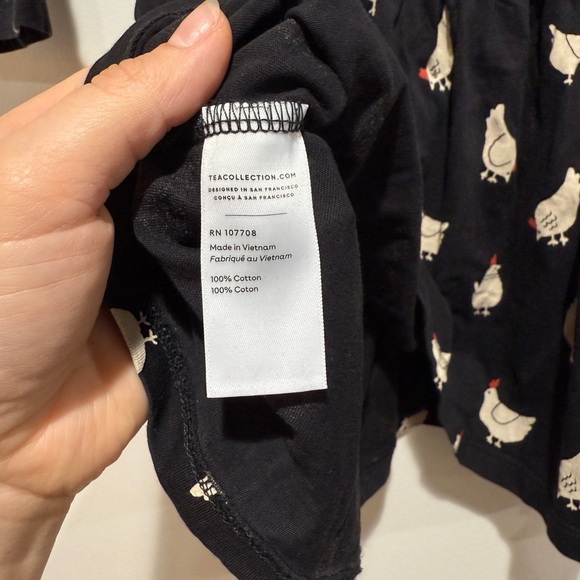 TEACOLLECTION.COM
DESIGNED IN SAN FRANCISCO
CONÇU À SAN FRANCISCO
RN 107708
Made in Vietnam
Fabriqué au Vietnam
100% Cotton
100% Coton